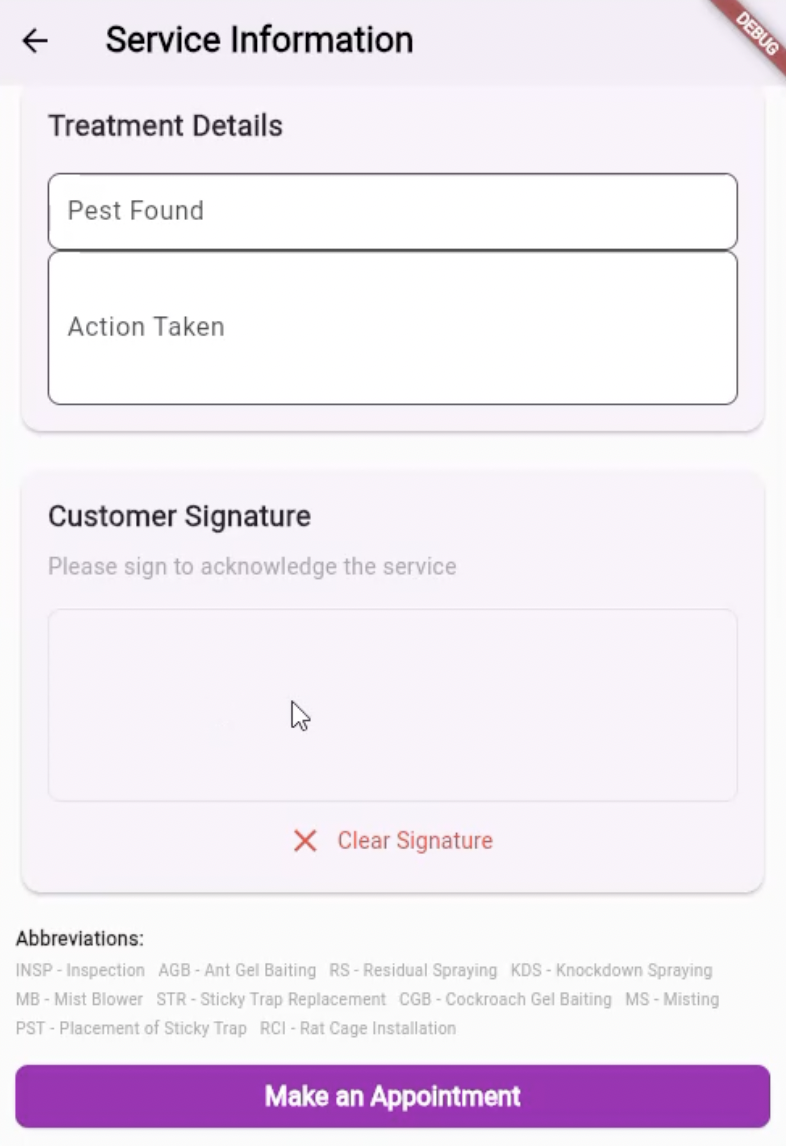 Service Information
DEBUG
Treatment Details
Pest Found
Action Taken
Customer Signature
Please sign to acknowledge the service
Clear Signature
Abbreviations:
INSP - Inspection AGB - Ant Gel Baiting RS - Residual Spraying KDS - Knockdown Spraying
MB - Mist Blower STR - Sticky Trap Replacement CGB - Cockroach Gel Baiting MS - Misting
PST - Placement of Sticky Trap RCI - Rat Cage Installation
Make an Appointment